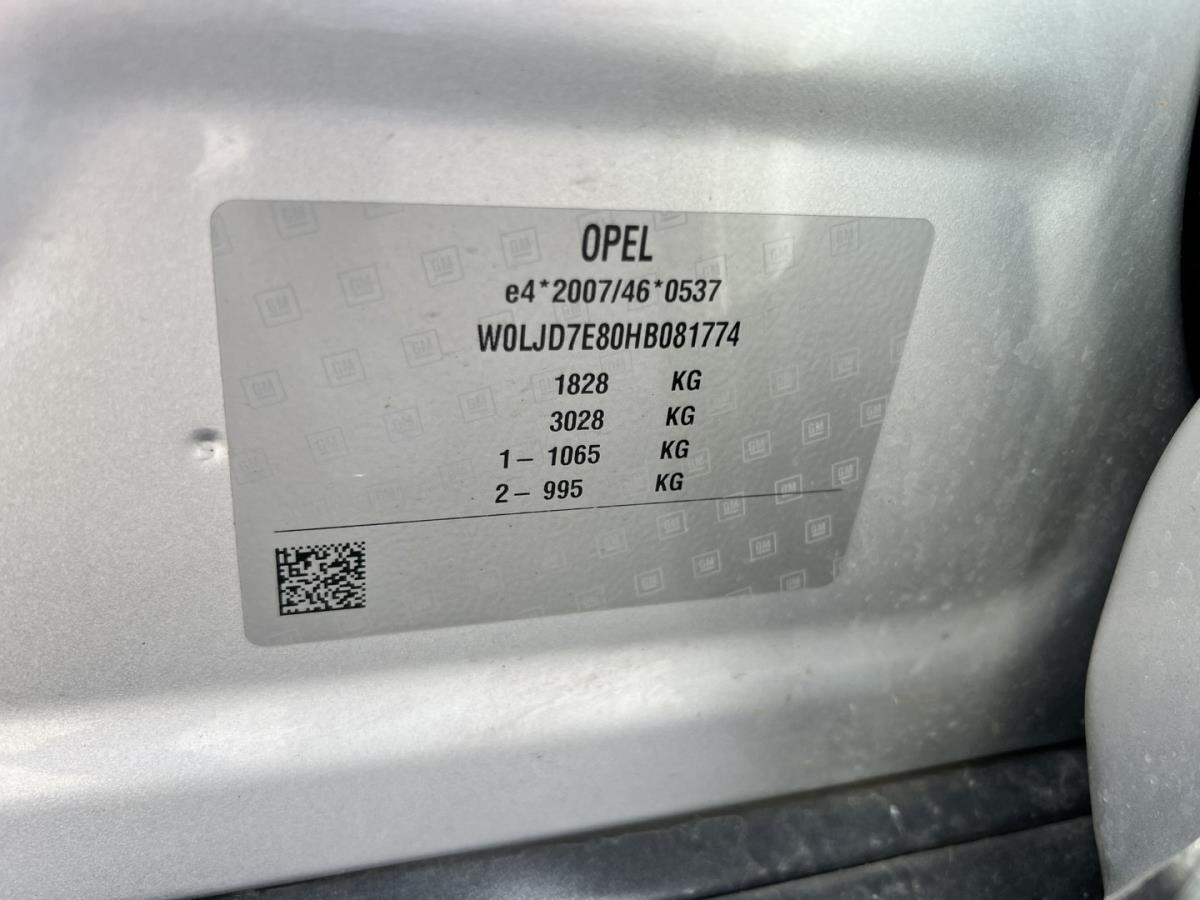 OPEL
e4*2007/46*0537
W0LJD7E80HB081774
1828 KG
3028 KG
1– 1065 KG
2– 995 KG